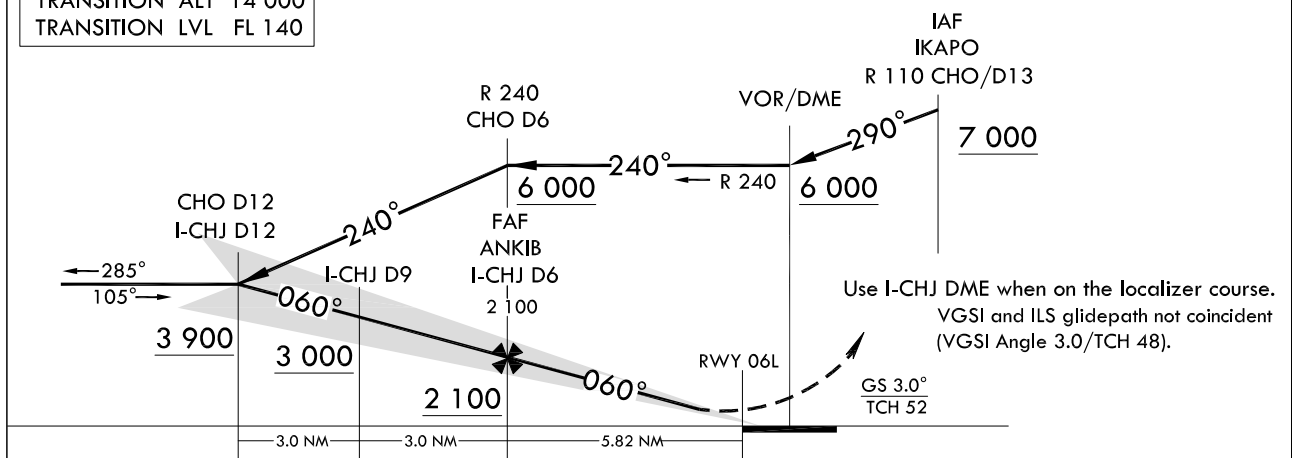 TRANSITION ALT 14 000
TRANSITION LVL FL 140
IAF
IKAPO
R 110 CHO/D13
7 000
290°
VOR/DME
6 000
R 240
CHO D6
240°
R 240
6 000
240°
CHO D12
I-CHJ D12
285°
105°
3 900
060°
I-CHJ D9
3 000
FAF
ANKIB
I-CHJ D6
2 100
2 100
060°
RWY 06L
Use I-CHJ DME when on the localizer course.
VGSI and ILS glidepath not coincident
(VGSI Angle 3.0/TCH 48).
GS 3.0°
TCH 52
3.0 NM
3.0 NM
5.82 NM